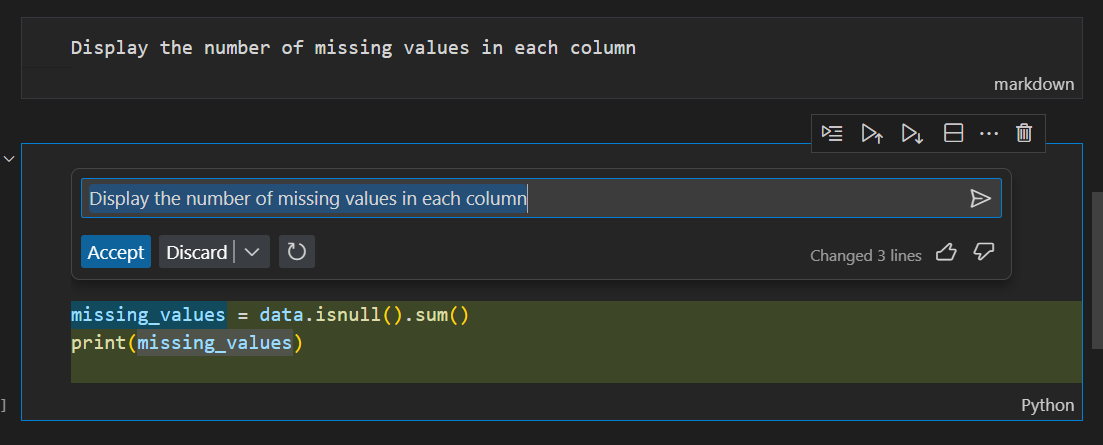 Display the number of missing values in each column
markdown
Display the number of missing values in each column
Accept Discard Changed 3 lines
missing_values = data.isnull().sum()
print(missing_values)
]
Python